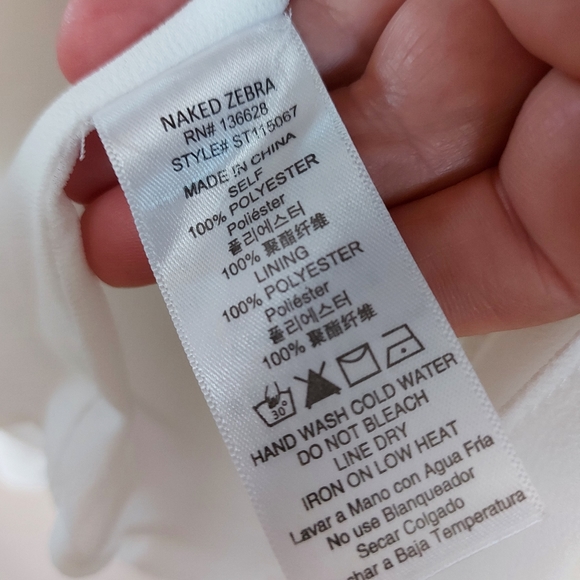 NAKED ZEBRA
RN# 136628
STYLE# ST115067
MADE IN CHINA
SELF
100% POLYESTER
Poliéster
폴리에스터
100% 聚酯纤维
LINING
100% POLYESTER
Poliéster
폴리에스터
100% 聚酯纤维
30°
HAND WASH COLD WATER
DO NOT BLEACH
LINE DRY
IRON ON LOW HEAT
Lavar a Mano con Agua Fria
No use Blanqueador
Secar Colgado
a Baja Temperatura